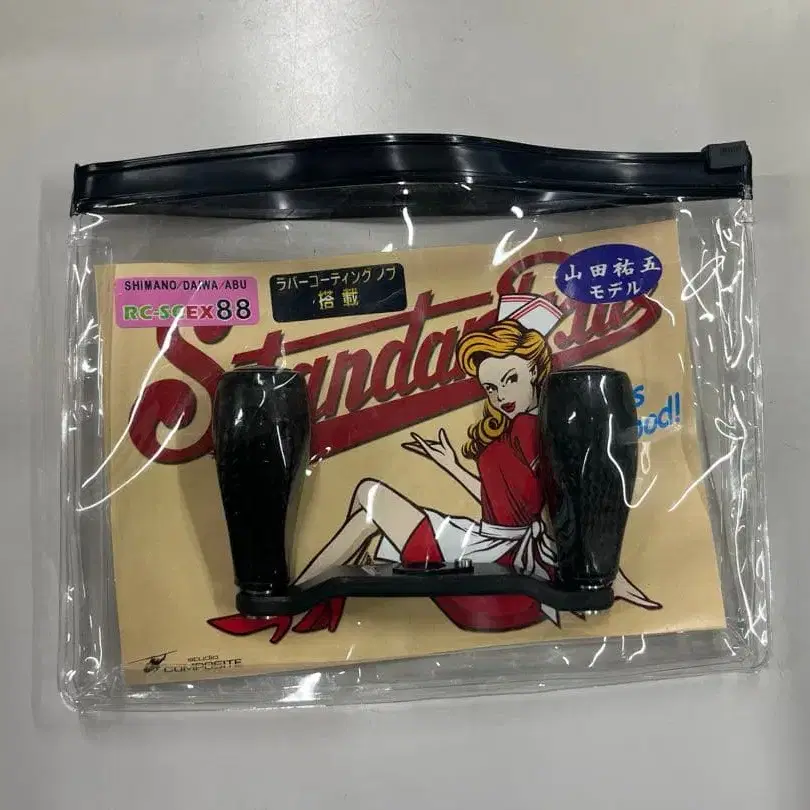 SHIMANO/DAIWA/ABU
RC-SCEX88
ラバーコーティング ノブ
搭載
山田祐五
モデル
studio
COMPOSITE